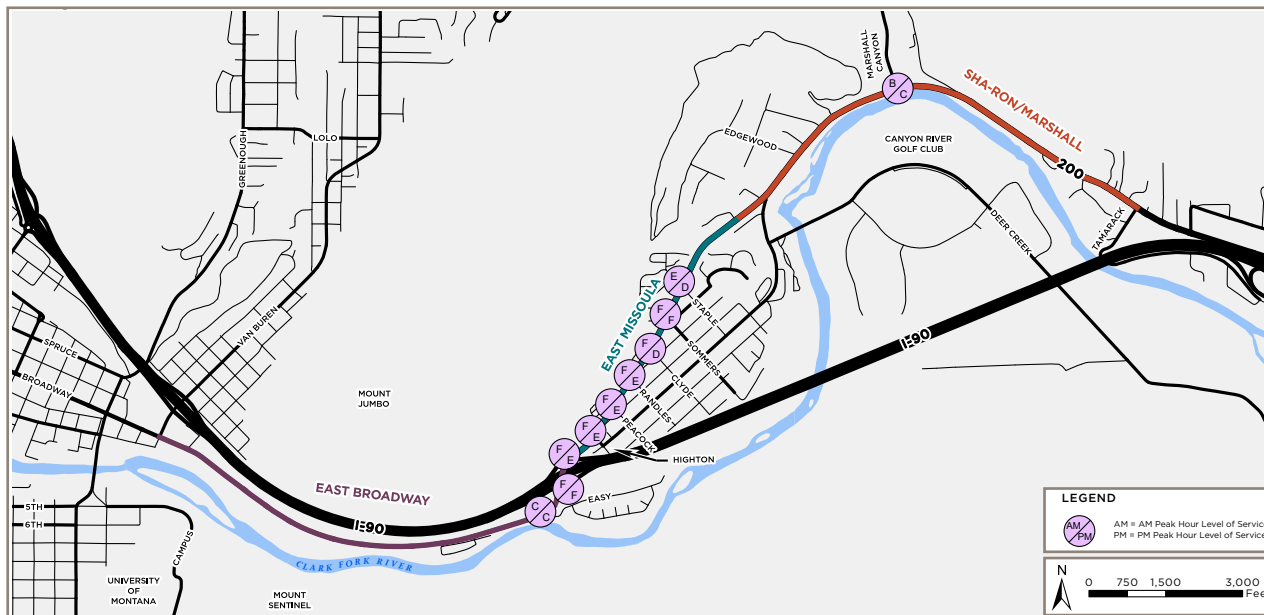 MARSHALL
CANYON
B
C
SHA-RON/MARSHALL
GREENOUGH
LOLO
EDGEWOOD
CANYON RIVER
GOLF CLUB
200
DEER CREEK
TAMARACK
E
D
STAPLE
EAST MISSOULA
F
F
SOMMERS
I-90
VAN BUREN
SPRUCE
BROADWAY
F
D
CLYDE
MOUNT
JUMBO
F
E
RANDLES
F
E
PEACOCK
F
E
F
E
HIGHTON
EAST BROADWAY
F
F
EASY
C
C
I-90
5TH
6TH
CAMPUS
CLARK FORK RIVER
UNIVERSITY
OF
MONTANA
MOUNT
SENTINEL
LEGEND
AM
PM
AM = AM Peak Hour Level of Service
PM = PM Peak Hour Level of Service
N
0 750 1,500 3,000
Fee